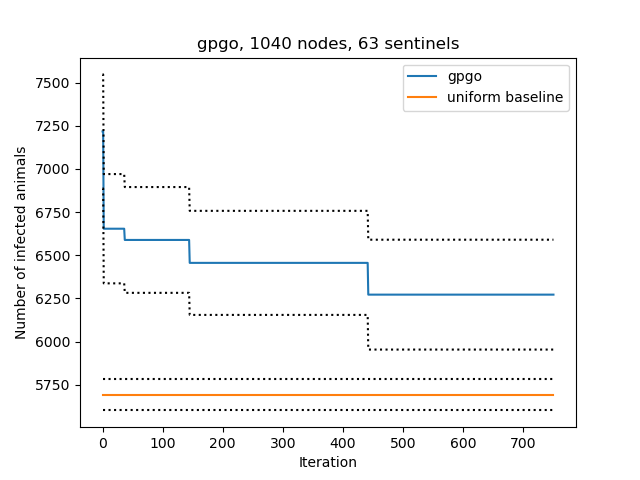 gpgo, 1040 nodes, 63 sentinels
gpgo
uniform baseline
Number of infected animals
7500
7250
7000
6750
6500
6250
6000
5750
0 100 200 300 400 500 600 700
Iteration